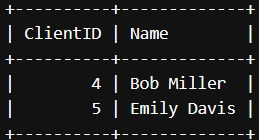 +----------+-------------+
| ClientID | Name        |
+----------+-------------+
|        4 | Bob Miller  |
|        5 | Emily Davis |
+----------+-------------+